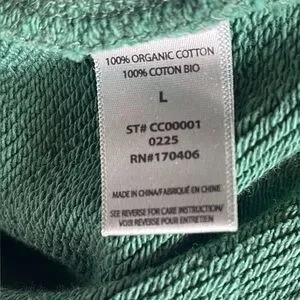 100% ORGANIC COTTON
100% COTON BIO
L
ST# CC00001
0225
RN#170406
MADE IN CHINA/FABRIQUÉ EN CHINE
SEE REVERSE FOR CARE INSTRUCTION/
VOIR REVERSE POUR ENTRETIEN